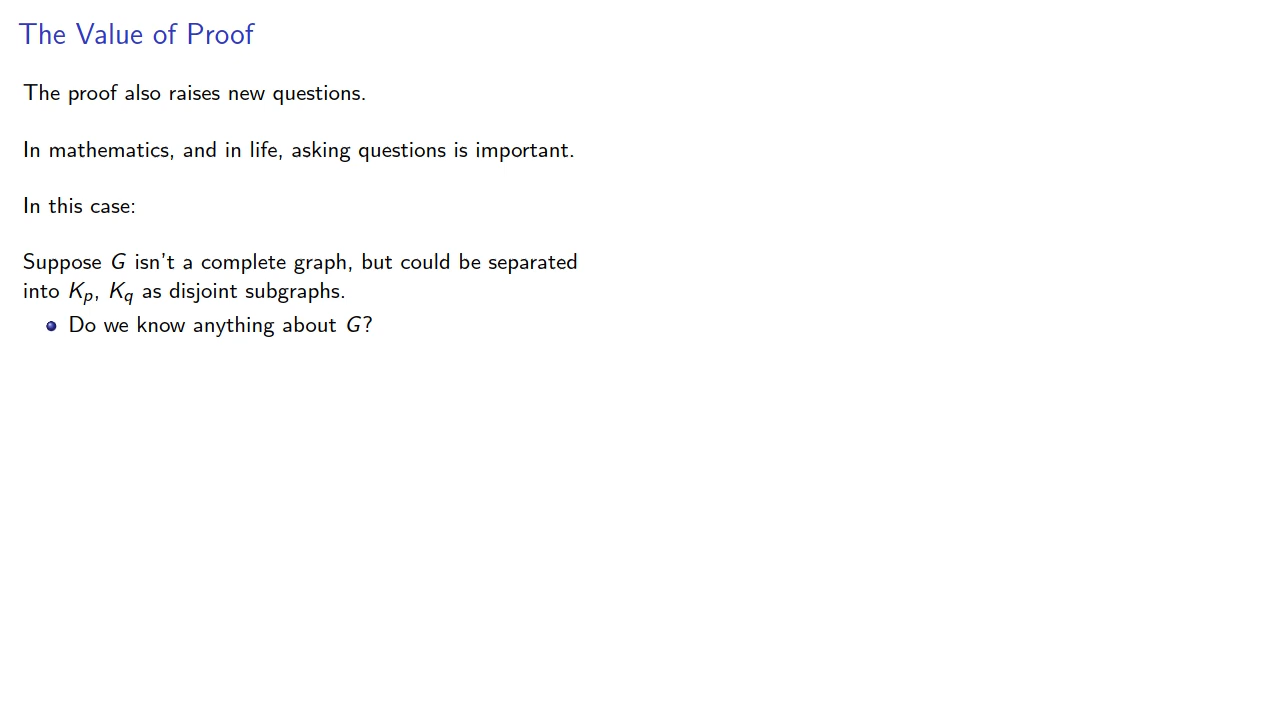 The Value of Proof
The proof also raises new questions.
In mathematics, and in life, asking questions is important.
In this case:
Suppose G isn't a complete graph, but could be separated
into Kp, Kq as disjoint subgraphs.
Do we know anything about G?